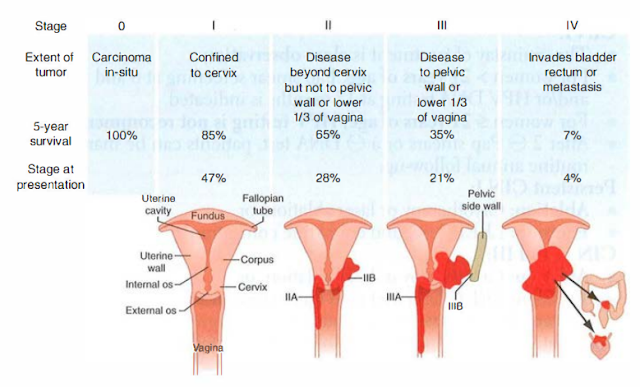 Stage 0 I II III IV
Extent of tumor
Carcinoma in-situ
Confined to cervix
Disease beyond cervix but not to pelvic wall or lower 1/3 of vagina
Disease to pelvic wall or lower 1/3 of vagina
Invades bladder rectum or metastasis
5-year survival 100% 85% 65% 35% 7%
Stage at presentation 47% 28% 21% 4%
Uterine cavity
Fundus
Fallopian tube
Pelvic side wall
Uterine wall
Corpus
Internal os
Cervix
External os
Vagina
IIA
IIB
IIIA
IIIB